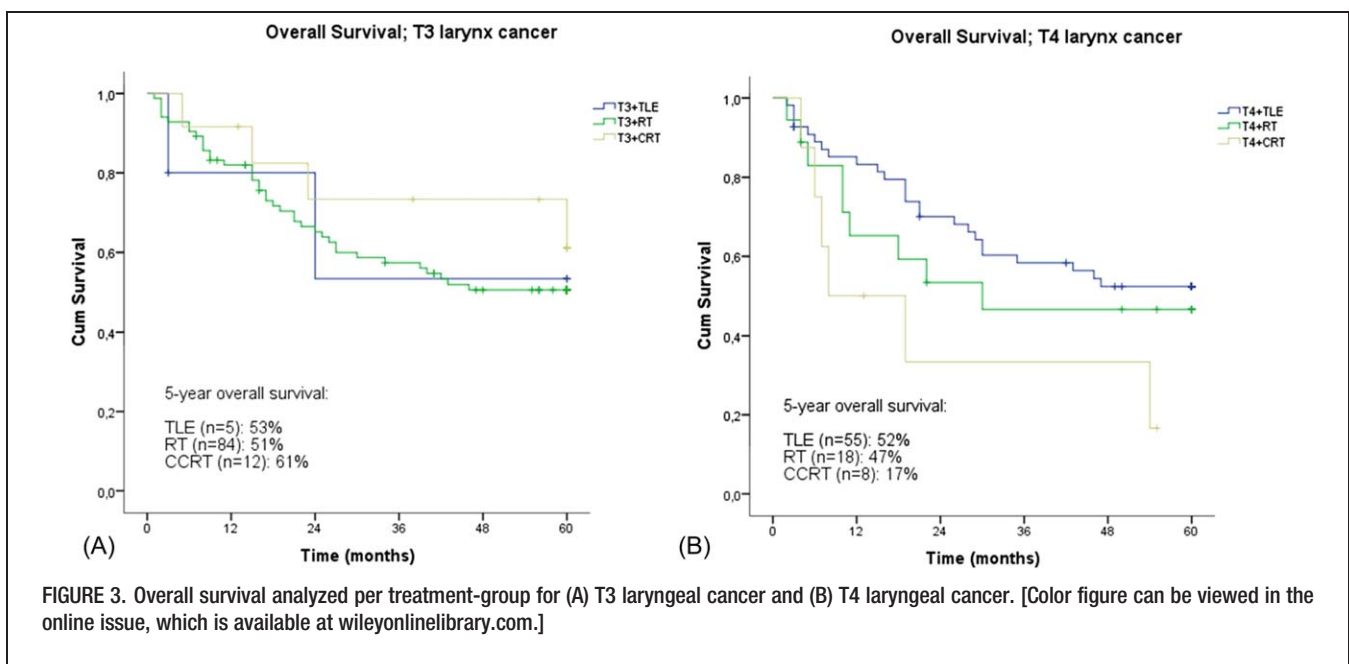 Overall Survival; T3 larynx cancer
1,0
0,8
0,6
0,4
0,2
0,0
Cum Survival
T3+TLE
T3+RT
T3+CRT
5-year overall survival:
TLE (n=5): 53%
RT (n=84): 51%
CCRT (n=12): 61%
0 12 24 36 48 60
Time (months)
(A)
Overall Survival; T4 larynx cancer
1,0
0,8
0,6
0,4
0,2
0,0
Cum Survival
T4+TLE
T4+RT
T4+CRT
5-year overall survival:
TLE (n=55): 52%
RT (n=18): 47%
CCRT (n=8): 17%
0 12 24 36 48 60
Time (months)
(B)
FIGURE 3. Overall survival analyzed per treatment-group for (A) T3 laryngeal cancer and (B) T4 laryngeal cancer. [Color figure can be viewed in the
online issue, which is available at wileyonlinelibrary.com.]